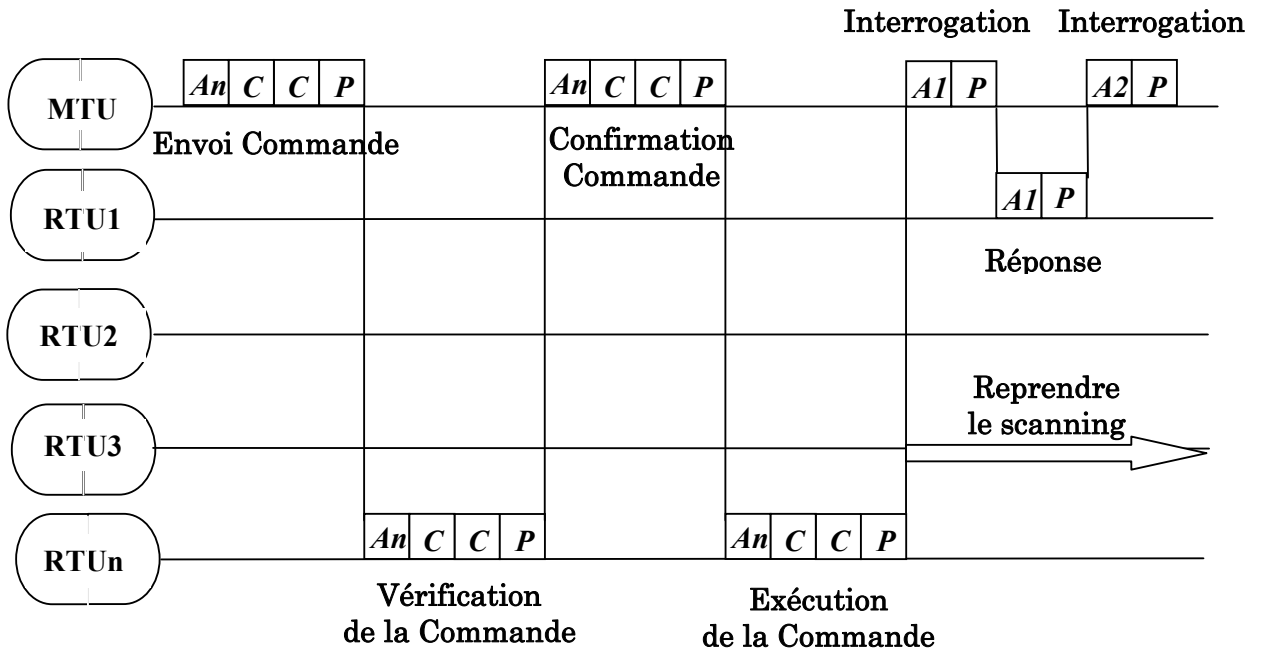 Interrogation Interrogation
MTU An C C P An C C P A1 P A2 P
Envoi Commande
Confirmation
Commande
RTU1 A1 P
Réponse
RTU2
Reprendre
le scanning
RTU3
RTUn An C C P An C C P
Vérification
de la Commande
Exécution
de la Commande